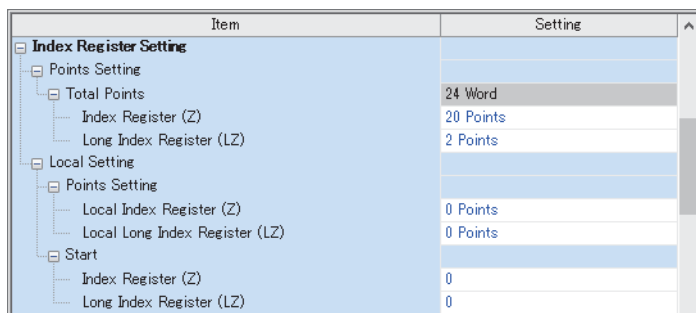 Item Setting
Index Register Setting
Points Setting
Total Points 24 Word
Index Register (Z) 20 Points
Long Index Register (LZ) 2 Points
Local Setting
Points Setting
Local Index Register (Z) 0 Points
Local Long Index Register (LZ) 0 Points
Start
Index Register (Z) 0
Long Index Register (LZ) 0